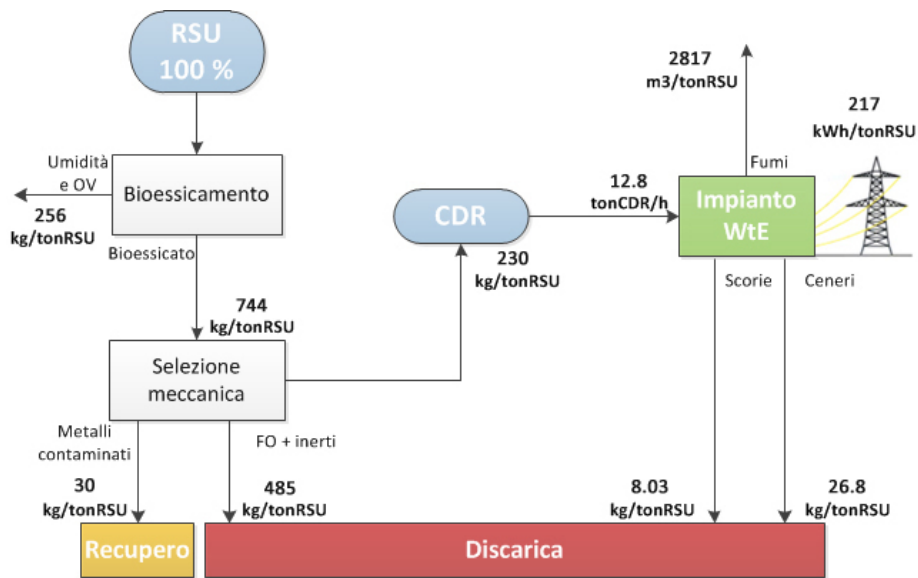 RSU
100 %
Umidità
e OV
256
kg/tonRSU
Bioessicamento
Bioessicato
744
kg/tonRSU
Selezione
meccanica
Metalli
contaminati
FO + inerti
30
kg/tonRSU
485
kg/tonRSU
Recupero
Discarica
CDR
230
kg/tonRSU
12.8
tonCDR/h
2817
m3/tonRSU
Fumi
217
kWh/tonRSU
Impianto
WtE
Scorie
Ceneri
8.03
kg/tonRSU
26.8
kg/tonRSU